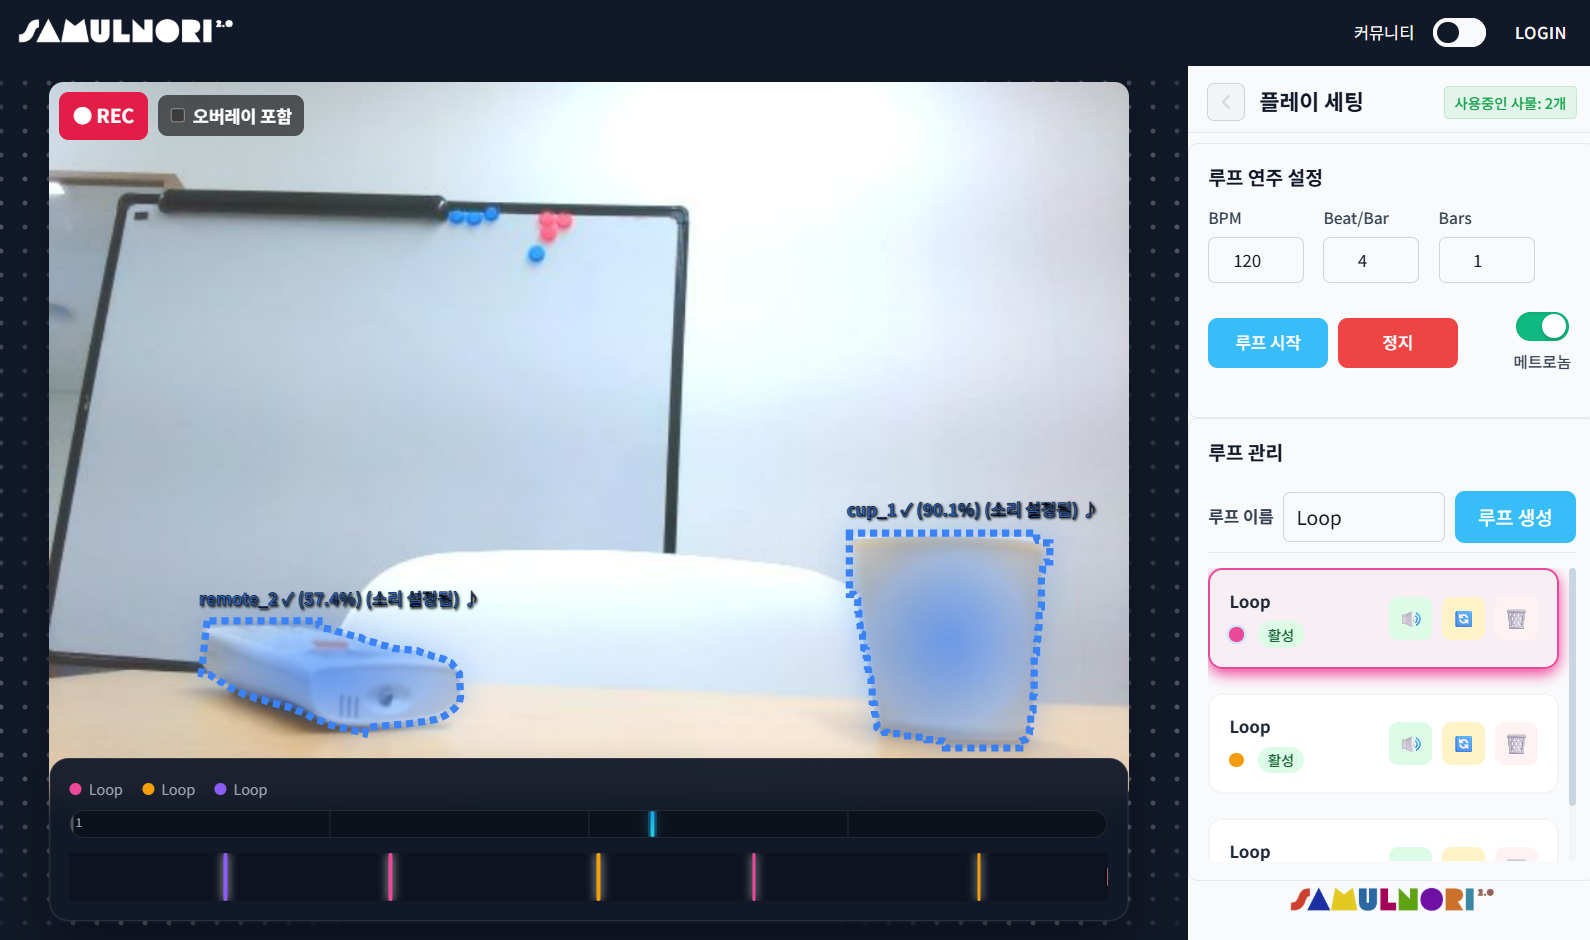 SAMULNORI 2.0
커뮤니티
LOGIN
REC
오버레이 포함
cup_1 ✓ (90.1%) (소리 설정됨) ♪
remote_2 ✓ (57.4%) (소리 설정됨) ♪
Loop
Loop
Loop
1
플레이 세팅
사용중인 사물: 2개
루프 연주 설정
BPM
Beat/Bar
Bars
120
4
1
루프 시작
정지
메트로놈
루프 관리
루프 이름
Loop
루프 생성
Loop
활성
Loop
활성
Loop
SAMULNORI 2.0